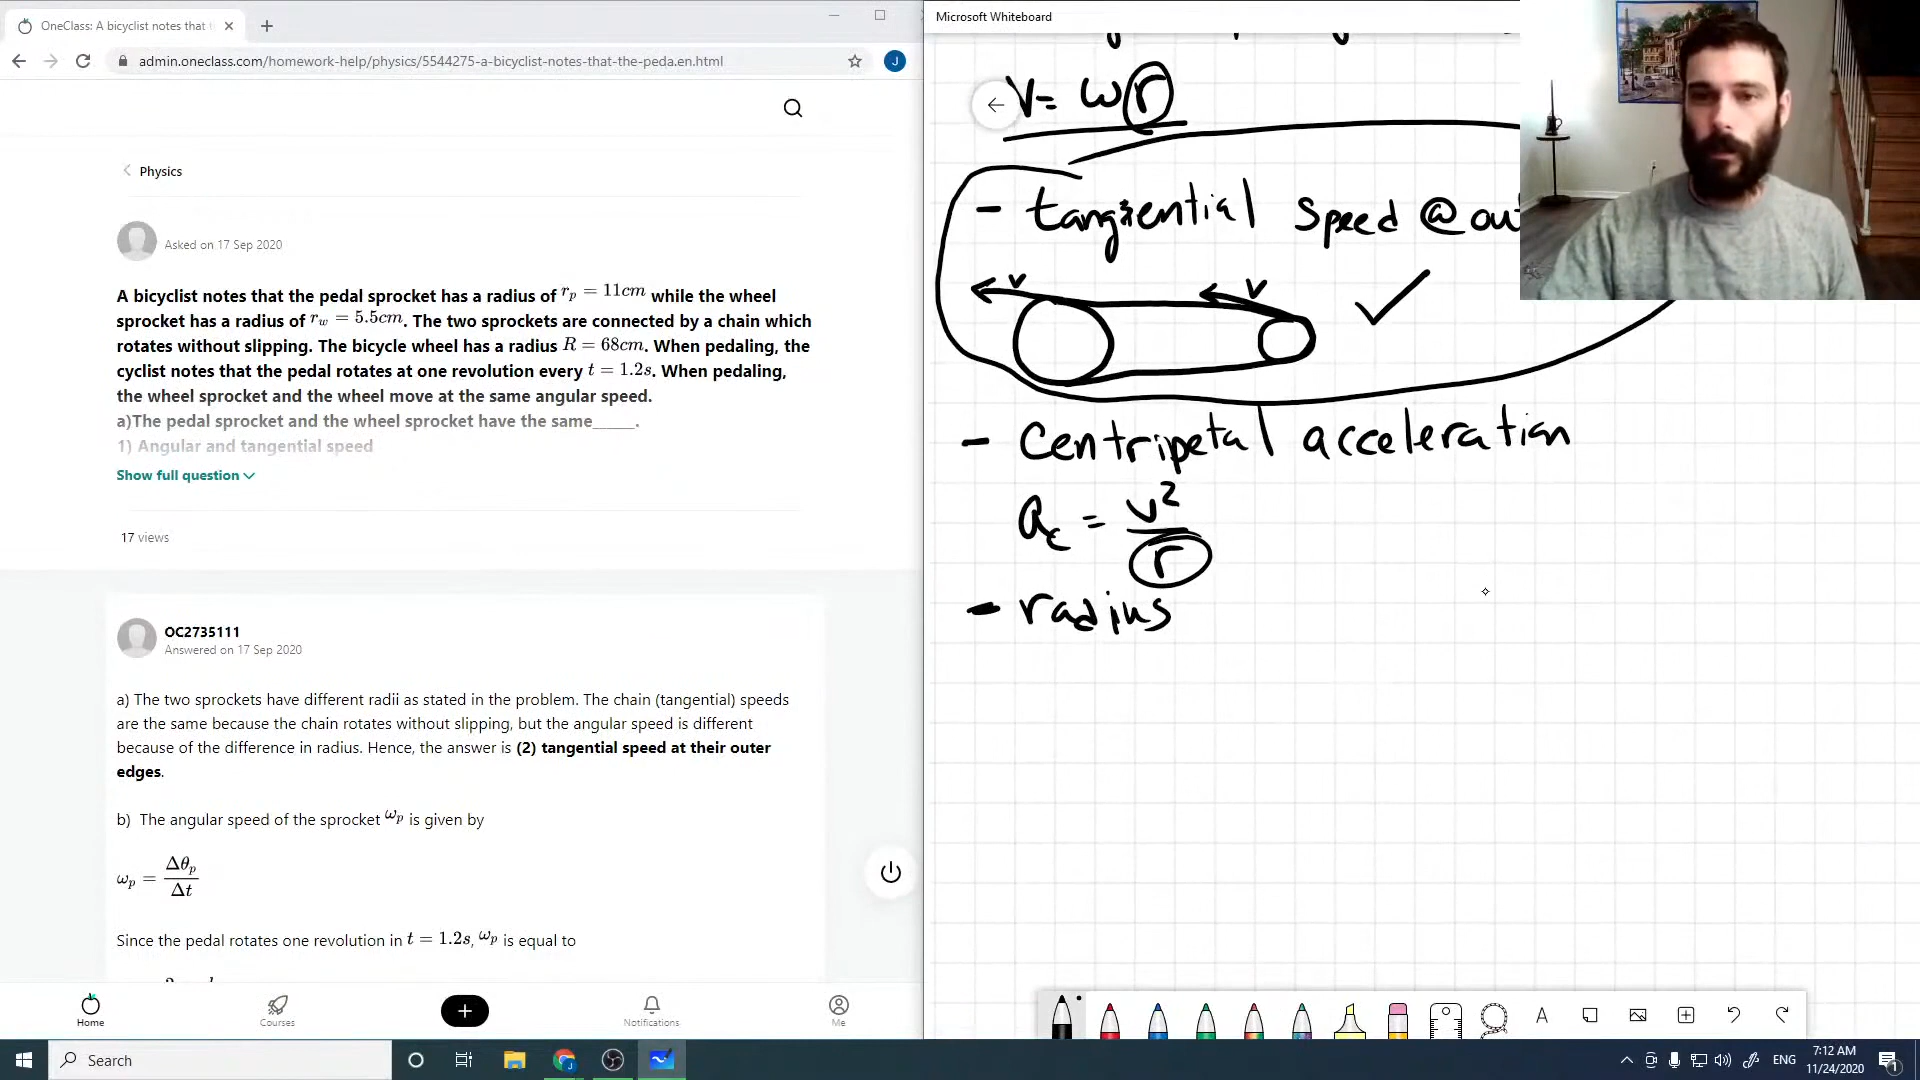 OneClass: A bicyclist notes that t
admin.oneclass.com/homework-help/physics/5544275-a-bicyclist-notes-that-the-peda.en.html
J
Physics
Asked on 17 Sep 2020
A bicyclist notes that the pedal sprocket has a radius of r_p = 11cm while the wheel
sprocket has a radius of r_w = 5.5cm. The two sprockets are connected by a chain which
rotates without slipping. The bicycle wheel has a radius R = 68cm. When pedaling, the
cyclist notes that the pedal rotates at one revolution every t = 1.2s. When pedaling,
the wheel sprocket and the wheel move at the same angular speed.
a)The pedal sprocket and the wheel sprocket have the same_____.
1) Angular and tangential speed
Show full question
17 views
OC2735111
Answered on 17 Sep 2020
a) The two sprockets have different radii as stated in the problem. The chain (tangential) speeds
are the same because the chain rotates without slipping, but the angular speed is different
because of the difference in radius. Hence, the answer is (2) tangential speed at their outer
edges.
b) The angular speed of the sprocket ω_p is given by
ω_p = Δθ_p / Δt
Since the pedal rotates one revolution in t = 1.2s, ω_p is equal to
Home
Courses
Notifications
Me
Microsoft Whiteboard
v = ωr
- tangential speed @ out
v v
- Centripetal acceleration
a_c = v² / r
- radius
A
Search
ENG
7:12 AM
11/24/2020
1